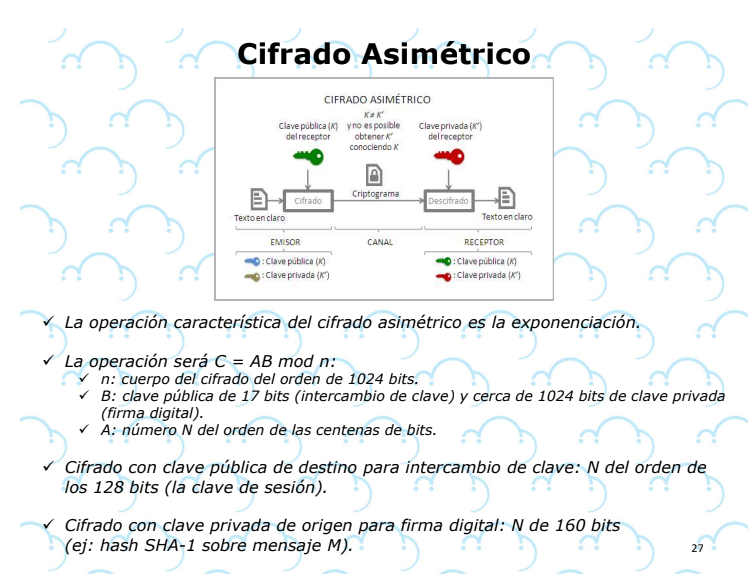 Cifrado Asimétrico
CIFRADO ASIMÉTRICO
K ≠ K'
y no es posible
obtener K'
conociendo K
Clave pública (K)
del receptor
Clave privada (K')
del receptor
Cifrado
Criptograma
Descifrado
Texto en claro
Texto en claro
EMISOR
CANAL
RECEPTOR
: Clave pública (K)
: Clave privada (K')
: Clave pública (K)
: Clave privada (K')
✓ La operación característica del cifrado asimétrico es la exponenciación.
✓ La operación será C = AB mod n:
✓ n: cuerpo del cifrado del orden de 1024 bits.
✓ B: clave pública de 17 bits (intercambio de clave) y cerca de 1024 bits de clave privada
(firma digital).
✓ A: número N del orden de las centenas de bits.
✓ Cifrado con clave pública de destino para intercambio de clave: N del orden de
los 128 bits (la clave de sesión).
✓ Cifrado con clave privada de origen para firma digital: N de 160 bits
(ej: hash SHA-1 sobre mensaje M).
27